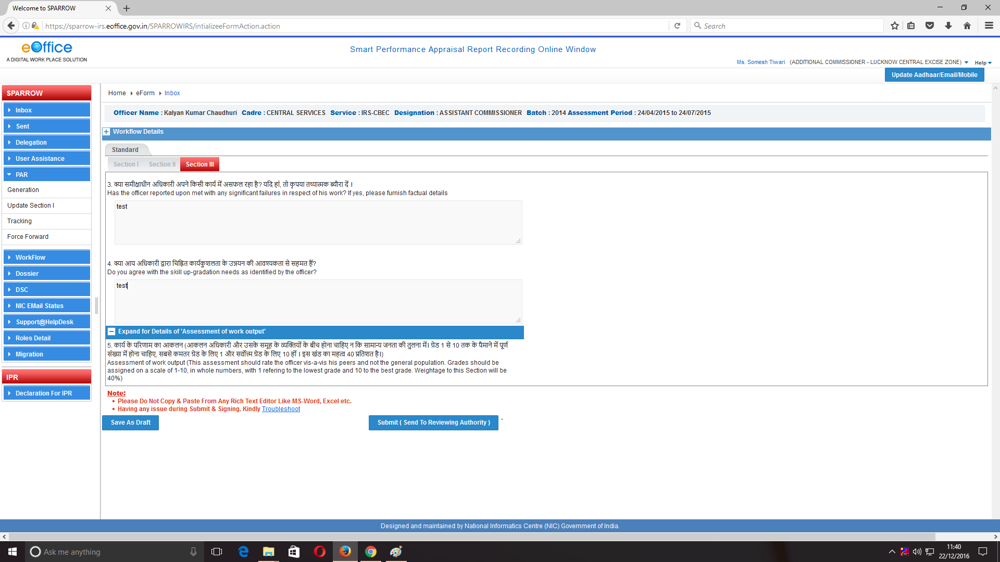 Welcome to SPARROW
https://sparrow-irs.eoffice.gov.in/SPARROWIRS/intializeeFormAction.action
Search
eOffice
A DIGITAL WORK PLACE SOLUTION
Smart Performance Appraisal Report Recording Online Window
Ms. Somesh Tiwari (ADDITIONAL COMMISSIONER - LUCKNOW CENTRAL EXCISE ZONE) Help
Update Aadhaar/Email/Mobile
SPARROW
Inbox
Sent
Delegation
User Assistance
PAR
Generation
Update Section I
Tracking
Force Forward
WorkFlow
Dossier
DSC
NIC EMail Status
Support@HelpDesk
Roles Detail
Migration
IPR
Declaration For IPR
Home eForm Inbox
Officer Name : Kalyan Kumar Chaudhuri Cadre : CENTRAL SERVICES Service : IRS-CBEC Designation : ASSISTANT COMMISSIONER Batch : 2014 Assessment Period : 24/04/2015 to 24/07/2015
Workflow Details
Standard
Section I Section II Section III
3. क्या समीक्षाधीन अधिकारी अपने किसी कार्य में असफल रहा है? यदि हां, तो कृपया तथ्यात्मक ब्यौरा दें ।
Has the officer reported upon met with any significant failures in respect of his work? If yes, please furnish factual details
test
4. क्या आप अधिकारी द्वारा चिह्नित कार्यकुशलता के उन्नयन की आवश्यकता से सहमत हैं?
Do you agree with the skill up-gradation needs as identified by the officer?
test
Expand for Details of 'Assessment of work output'
5. कार्य के परिणाम का आकलन (आकलन अधिकारी और उसके समूह के व्यक्तियों के बीच होना चाहिए न कि सामान्य जनता की तुलना में। ग्रेड 1 से 10 तक के पैमाने में पूर्ण
संख्या में होना चाहिए, सबसे कमतर ग्रेड के लिए 1 और सर्वोत्तम ग्रेड के लिए 10 हों । इस खंड का महत्व 40 प्रतिशत है।)
Assessment of work output (This assessment should rate the officer vis-a-vis his peers and not the general population. Grades should be
assigned on a scale of 1-10, in whole numbers, with 1 refering to the lowest grade and 10 to the best grade. Weightage to this Section will be
40%)
Note:
• Please Do Not Copy & Paste From Any Rich Text Editor Like MS-Word, Excel etc.
• Having any issue during Submit & Signing. Kindly Troubleshoot
Save As Draft
Submit ( Send To Reviewing Authority ) -
Designed and maintained by National Informatics Centre (NIC) Government of India.
Ask me anything
11:40
22/12/2016